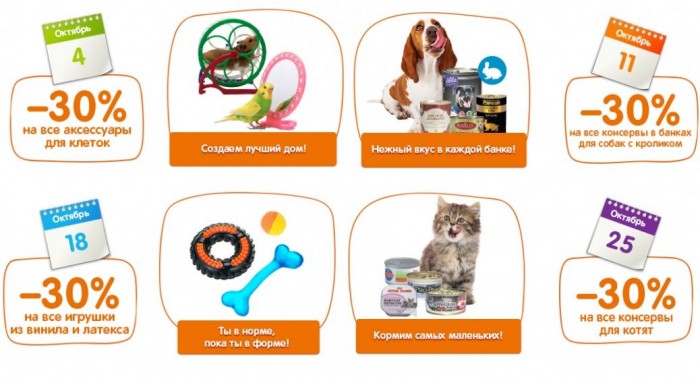 Октябрь
4
–30%
на все аксессуары
для клеток
Создаем лучший дом!
Нежный вкус в каждой банке!
Октябрь
11
–30%
на все консервы в банках
для собак с кроликом
Октябрь
18
–30%
на все игрушки
из винила и латекса
Ты в норме,
пока ты в форме!
Кормим самых маленьких!
Октябрь
25
–30%
на все консервы
для котят